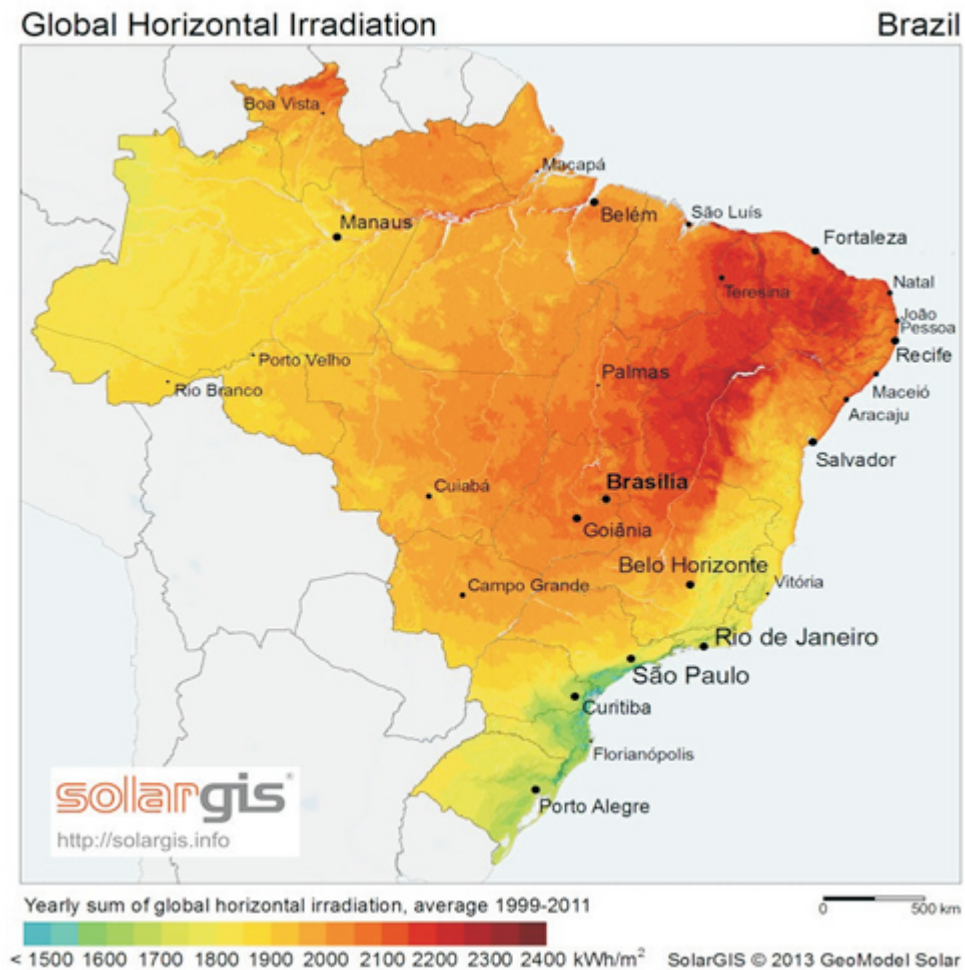 Global Horizontal Irradiation Brazil
Boa Vista
Macapá
Belém
São Luís
Manaus
Fortaleza
Teresina
Natal
João
Pessoa
Recife
Porto Velho
Palmas
Rio Branco
Maceió
Aracaju
Salvador
Brasília
Cuiabá
Goiânia
Belo Horizonte
Campo Grande
Vitória
Rio de Janeiro
São Paulo
Curitiba
Florianópolis
solargis®
Porto Alegre
http://solargis.info
Yearly sum of global horizontal irradiation, average 1999-2011
0 500 km
< 1500 1600 1700 1800 1900 2000 2100 2200 2300 2400 kWh/m² SolarGIS © 2013 GeoModel Solar